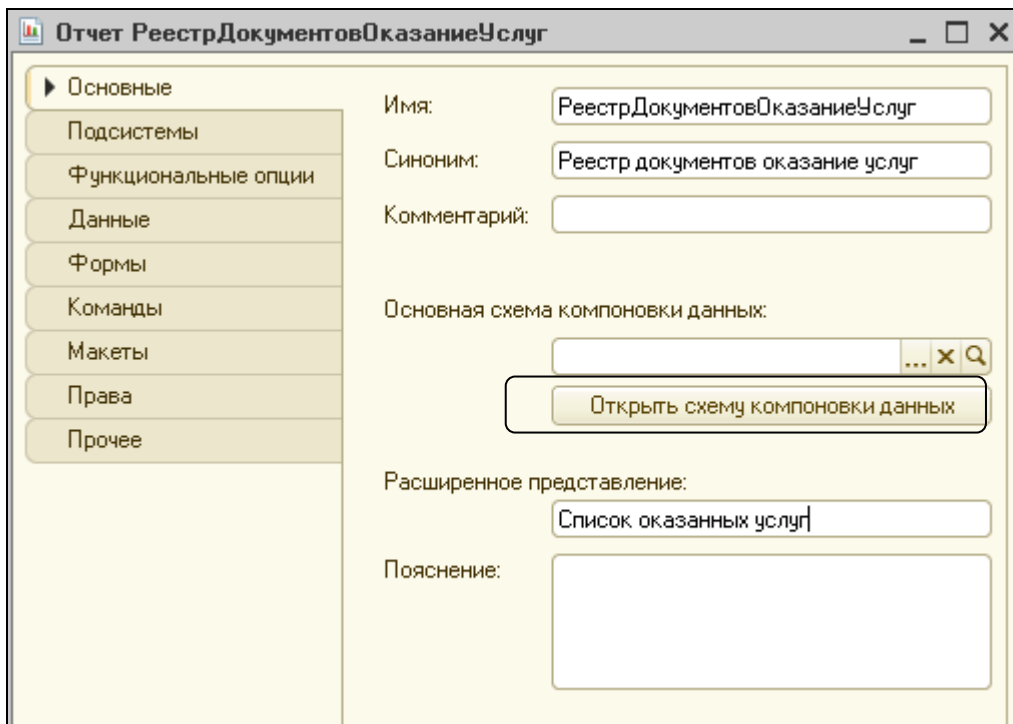 Отчет РеестрДокументовОказаниеУслуг
Основные
Подсистемы
Функциональные опции
Данные
Формы
Команды
Макеты
Права
Прочее
Имя: РеестрДокументовОказаниеУслуг
Синоним: Реестр документов оказание услуг
Комментарий:
Основная схема компоновки данных:
...
Открыть схему компоновки данных
Расширенное представление:
Список оказанных услуг
Пояснение: